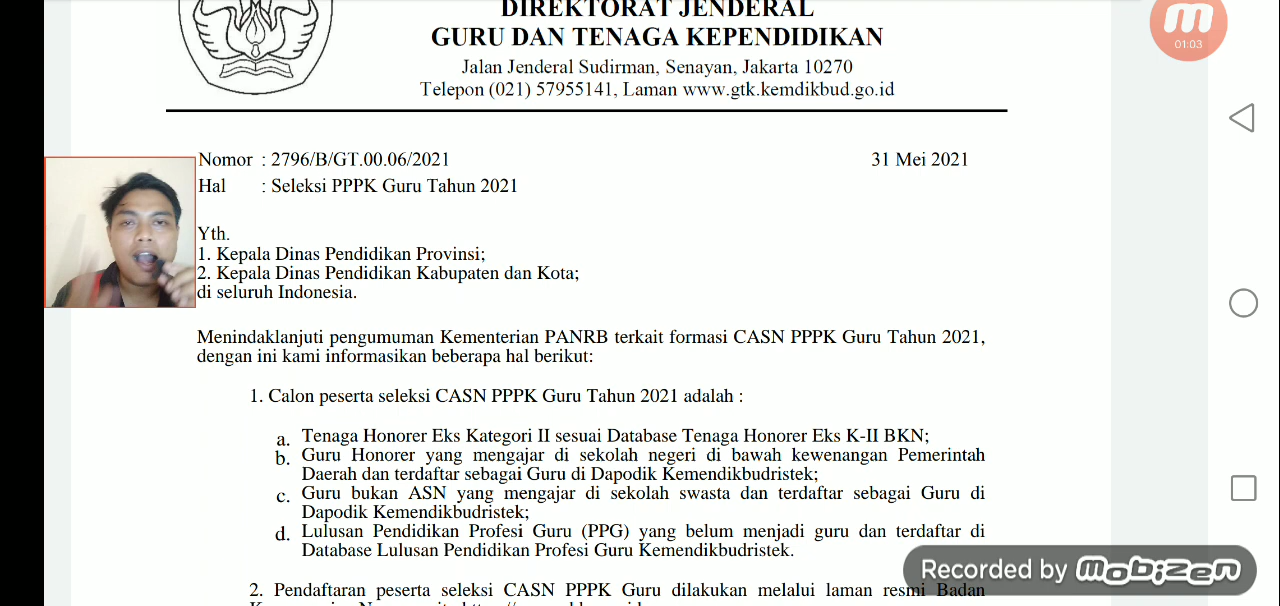 DIREKTORAT JENDERAL
GURU DAN TENAGA KEPENDIDIKAN
Jalan Jenderal Sudirman, Senayan, Jakarta 10270
Telepon (021) 57955141, Laman www.gtk.kemdikbud.go.id
01:03
Nomor : 2796/B/GT.00.06/2021 31 Mei 2021
Hal : Seleksi PPPK Guru Tahun 2021
Yth.
1. Kepala Dinas Pendidikan Provinsi;
2. Kepala Dinas Pendidikan Kabupaten dan Kota;
di seluruh Indonesia.
Menindaklanjuti pengumuman Kementerian PANRB terkait formasi CASN PPPK Guru Tahun 2021,
dengan ini kami informasikan beberapa hal berikut:
1. Calon peserta seleksi CASN PPPK Guru Tahun 2021 adalah :
a. Tenaga Honorer Eks Kategori II sesuai Database Tenaga Honorer Eks K-II BKN;
b. Guru Honorer yang mengajar di sekolah negeri di bawah kewenangan Pemerintah
Daerah dan terdaftar sebagai Guru di Dapodik Kemendikbudristek;
c. Guru bukan ASN yang mengajar di sekolah swasta dan terdaftar sebagai Guru di
Dapodik Kemendikbudristek;
d. Lulusan Pendidikan Profesi Guru (PPG) yang belum menjadi guru dan terdaftar di
Database Lulusan Pendidikan Profesi Guru Kemendikbudristek.
2. Pendaftaran peserta seleksi CASN PPPK Guru dilakukan melalui laman resmi Badan
Recorded by MOBIZEN